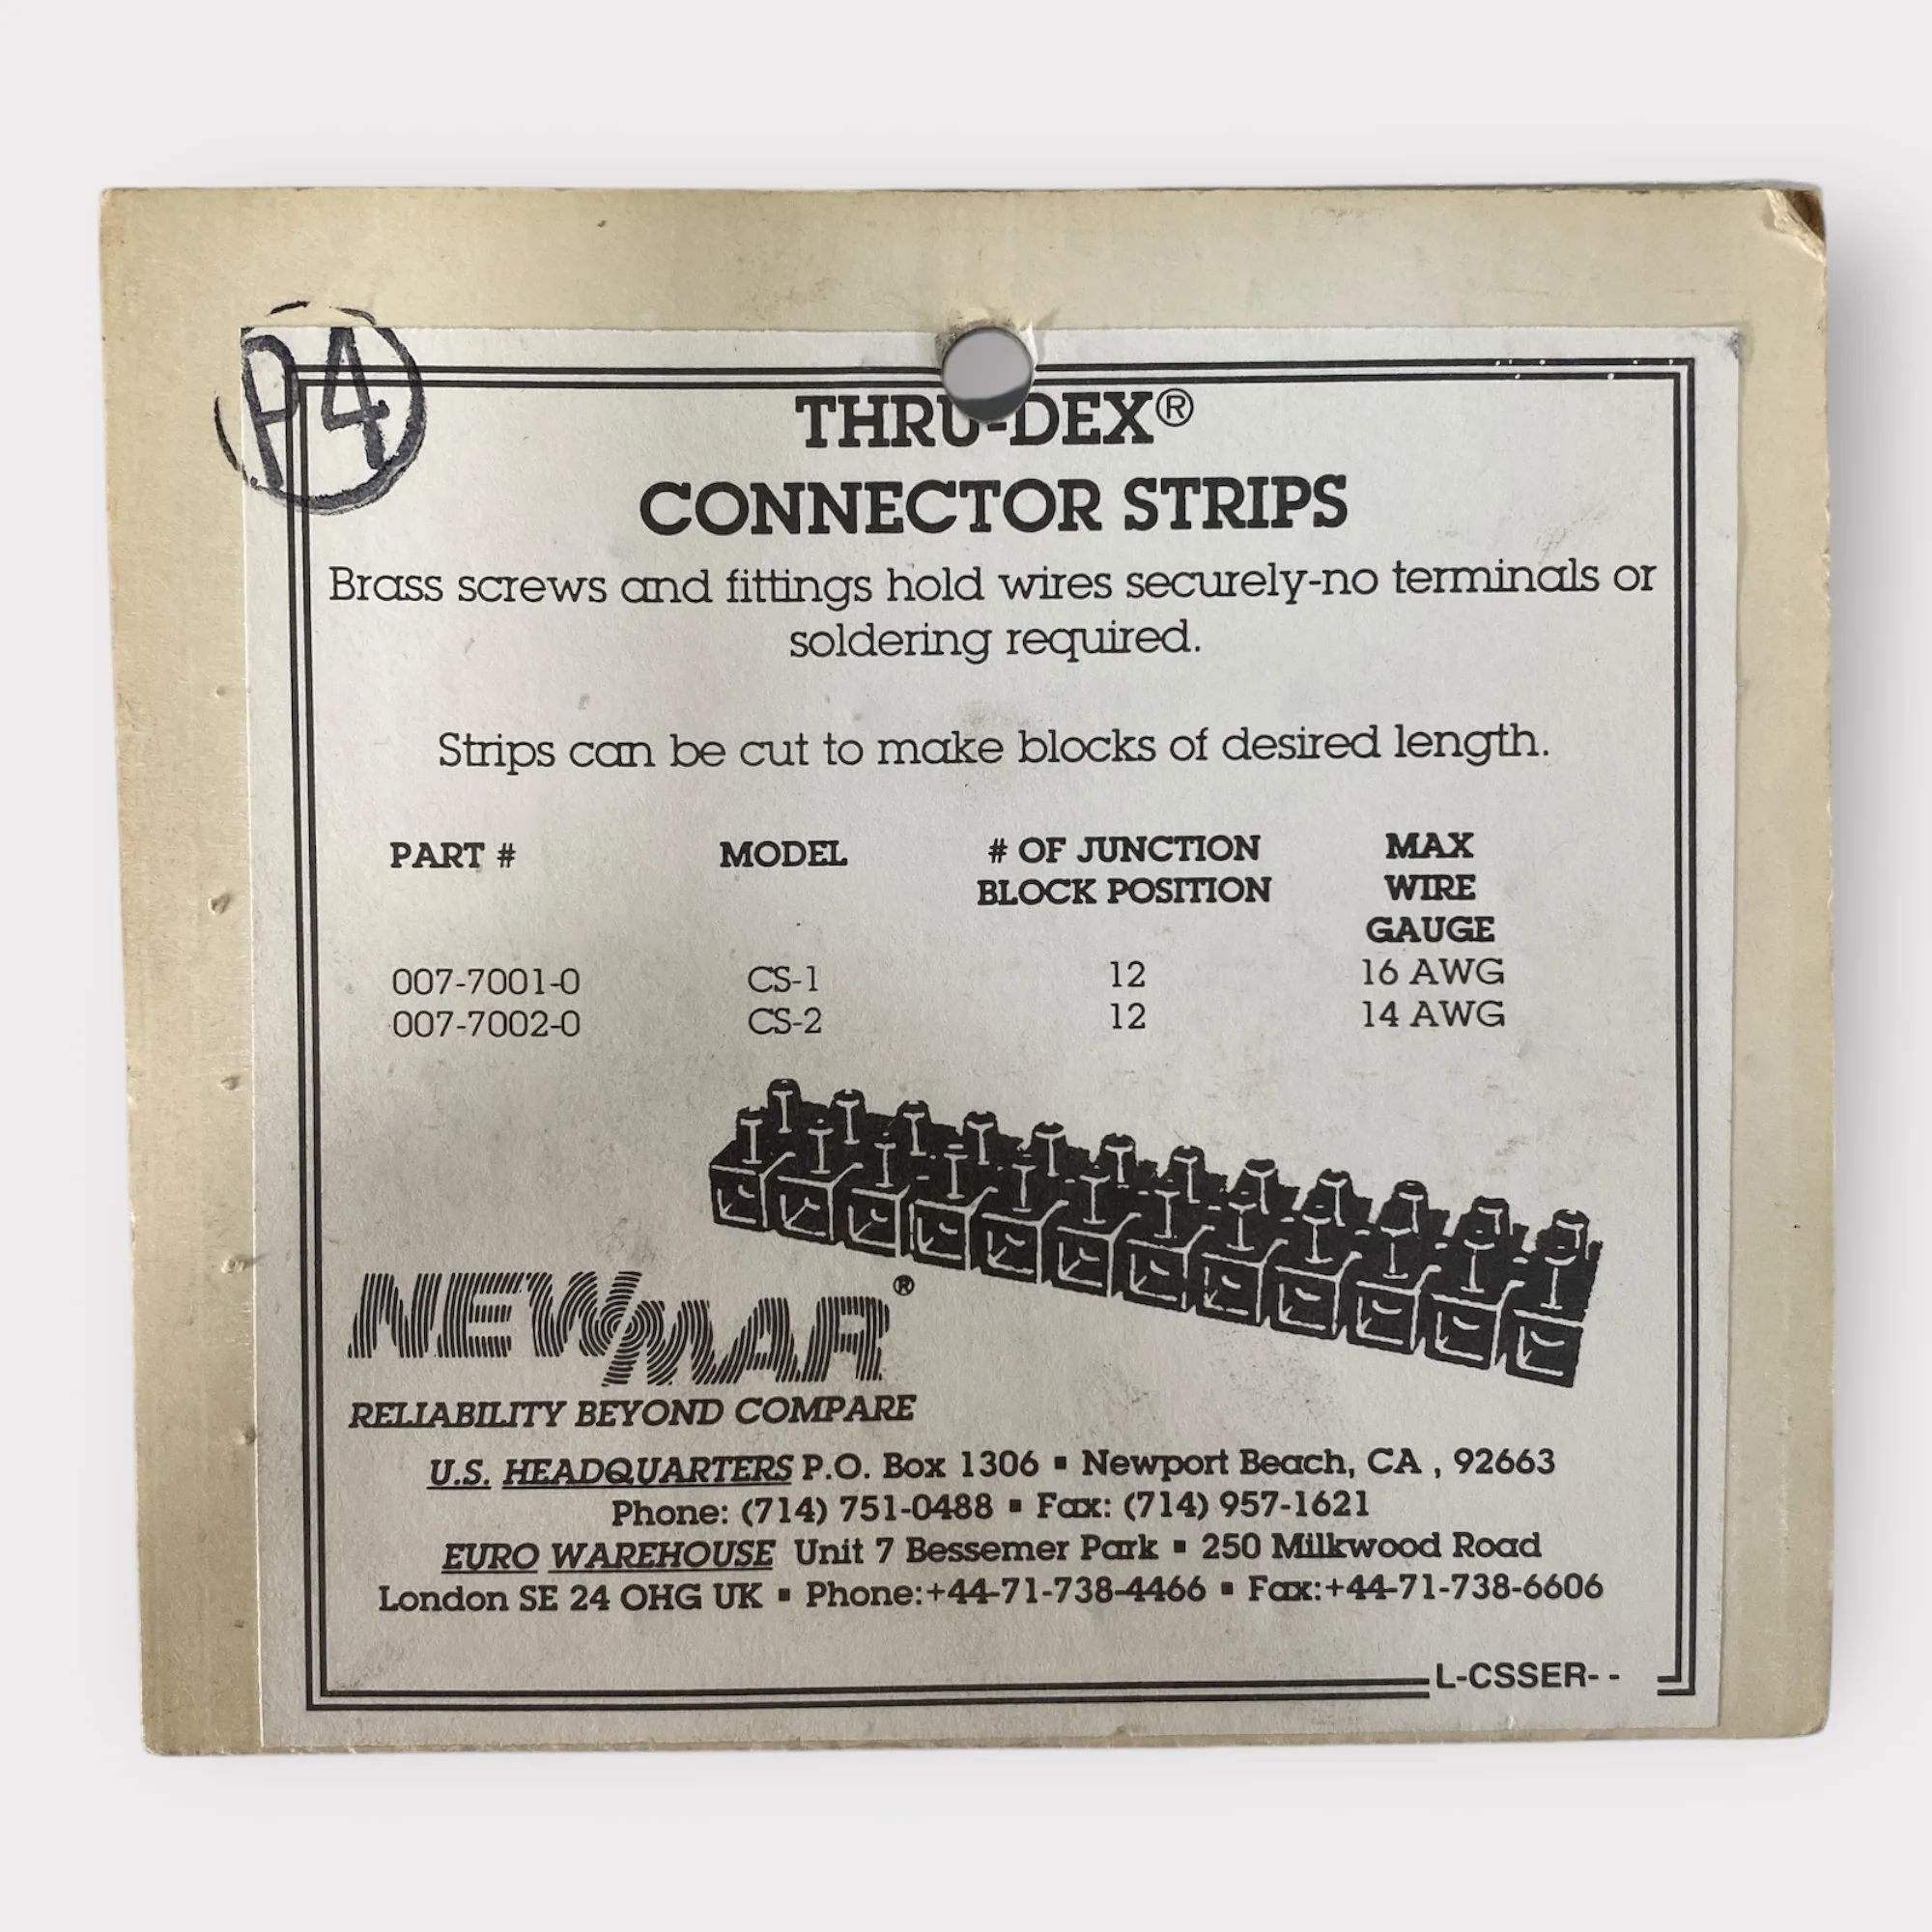 P4
THRU-DEX®
CONNECTOR STRIPS
Brass screws and fittings hold wires securely-no terminals or
soldering required.
Strips can be cut to make blocks of desired length.
PART # MODEL # OF JUNCTION MAX
BLOCK POSITION WIRE
GAUGE
007-7001-0 CS-1 12 16 AWG
007-7002-0 CS-2 12 14 AWG
NEWMAR®
RELIABILITY BEYOND COMPARE
U.S. HEADQUARTERS P.O. Box 1306 ▪ Newport Beach, CA , 92663
Phone: (714) 751-0488 ▪ Fax: (714) 957-1621
EURO WAREHOUSE Unit 7 Bessemer Park ▪ 250 Milkwood Road
London SE 24 OHG UK ▪ Phone:+44-71-738-4466 ▪ Fax:+44-71-738-6606
L-CSSER- -